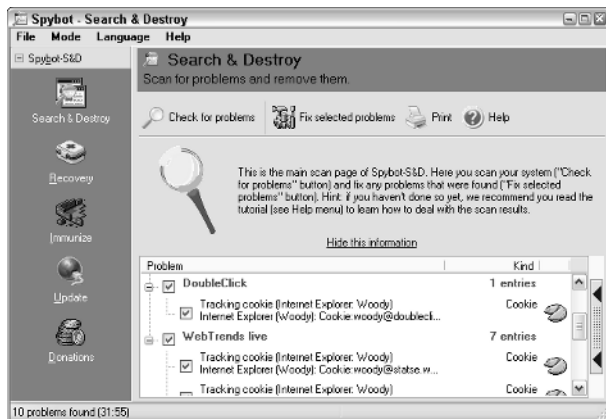 Spybot - Search & Destroy
File Mode Language Help
Spybot-S&D
Search & Destroy
Scan for problems and remove them.
Search & Destroy
Recovery
Immunize
Update
Donations
Check for problems Fix selected problems Print Help
This is the main scan page of Spybot-S&D. Here you scan your system ("Check
for problems" button) and fix any problems that were found ("Fix selected
problems" button). Hint: if you haven't done so yet, we recommend you read the
tutorial (see Help menu) to learn how to deal with the scan results.
Hide this information
Problem Kind
DoubleClick 1 entries
Tracking cookie (Internet Explorer: Woody) Cookie
Internet Explorer (Woody): Cookie:woody@doublecli...
WebTrends live 7 entries
Tracking cookie (Internet Explorer: Woody) Cookie
Internet Explorer (Woody): Cookie:woody@statse.w...
Tracking cookie (Internet Explorer: Woody) Cookie
10 problems found (31:55)